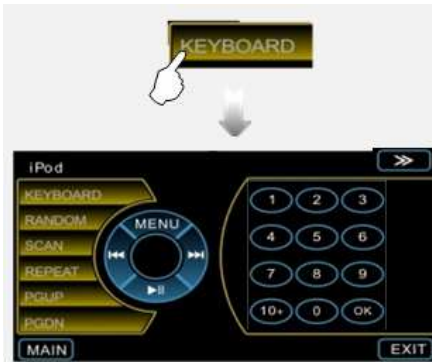 KEYBOARD
iPod
KEYBOARD
RANDOM
SCAN
REPEAT
PGUP
PGDN
MENU
1 2 3
4 5 6
7 8 9
10+ 0 OK
MAIN
EXIT